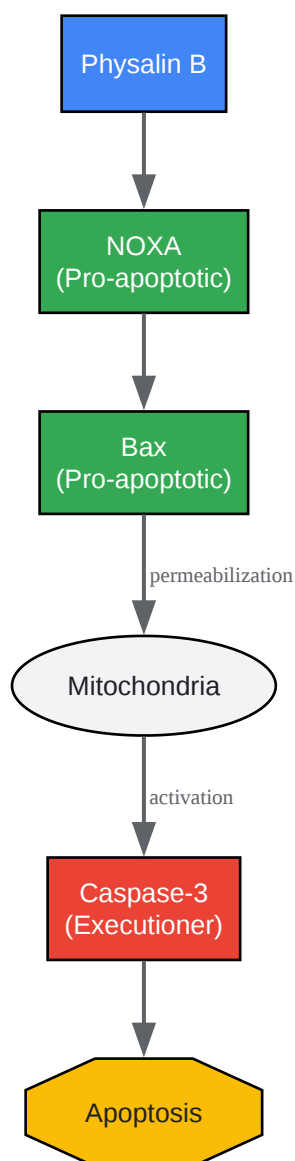 Physalin B
NOXA
(Pro-apoptotic)
Bax
(Pro-apoptotic)
permeabilization
Mitochondria
activation
Caspase-3
(Executioner)
Apoptosis